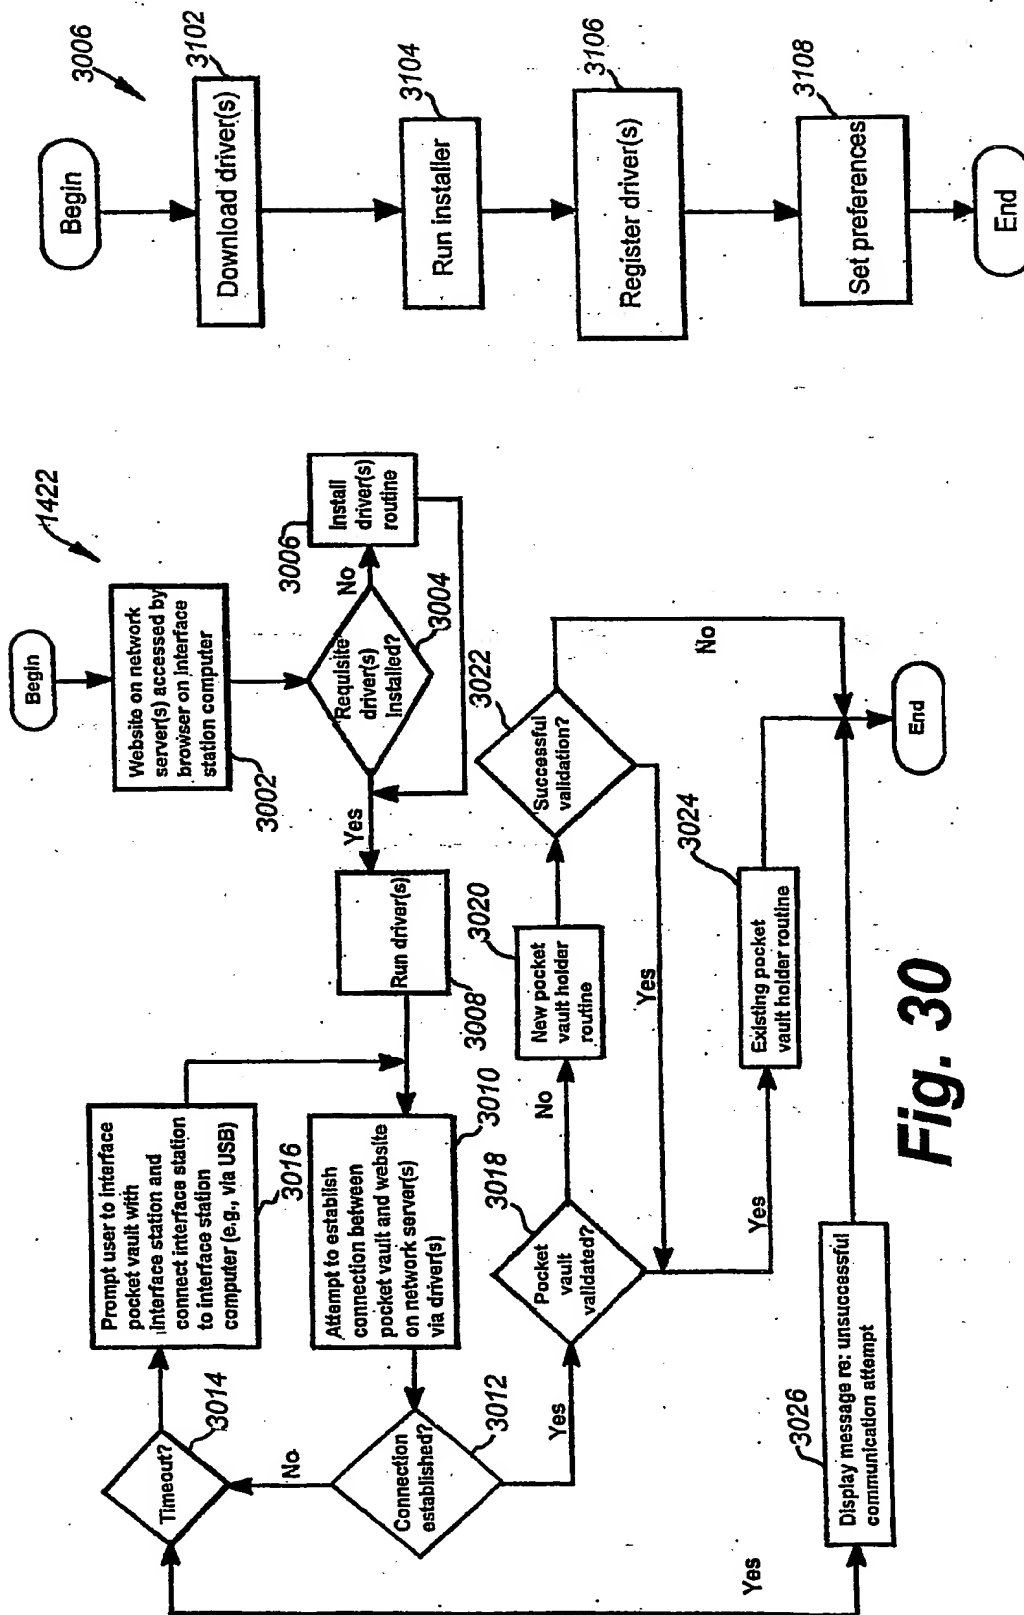 Begin
1422
Website on network
server(s) accessed by
browser on interface
station computer
3002
Requisite
driver(s)
Installed?
3004
No
Install
driver(s)
routine
3006
Yes
Run driver(s)
3008
Attempt to establish
connection between
pocket vault and website
on network server(s)
via driver(s)
3010
Connection
established?
3012
No
Timeout?
3014
Prompt user to interface
pocket vault with
Interface station and
connect interface station
to interface station
computer (e.g., via USB)
3016
Yes
Pocket
vault
validated?
3018
No
New pocket
vault holder
routine
3020
Successful
validation?
3022
No
Yes
Yes
Existing pocket
vault holder routine
3024
Yes
Display message re: unsuccessful
communication attempt
3026
End
Fig. 30
3006
Begin
Download driver(s)
3102
Run installer
3104
Register driver(s)
3106
Set preferences
3108
End